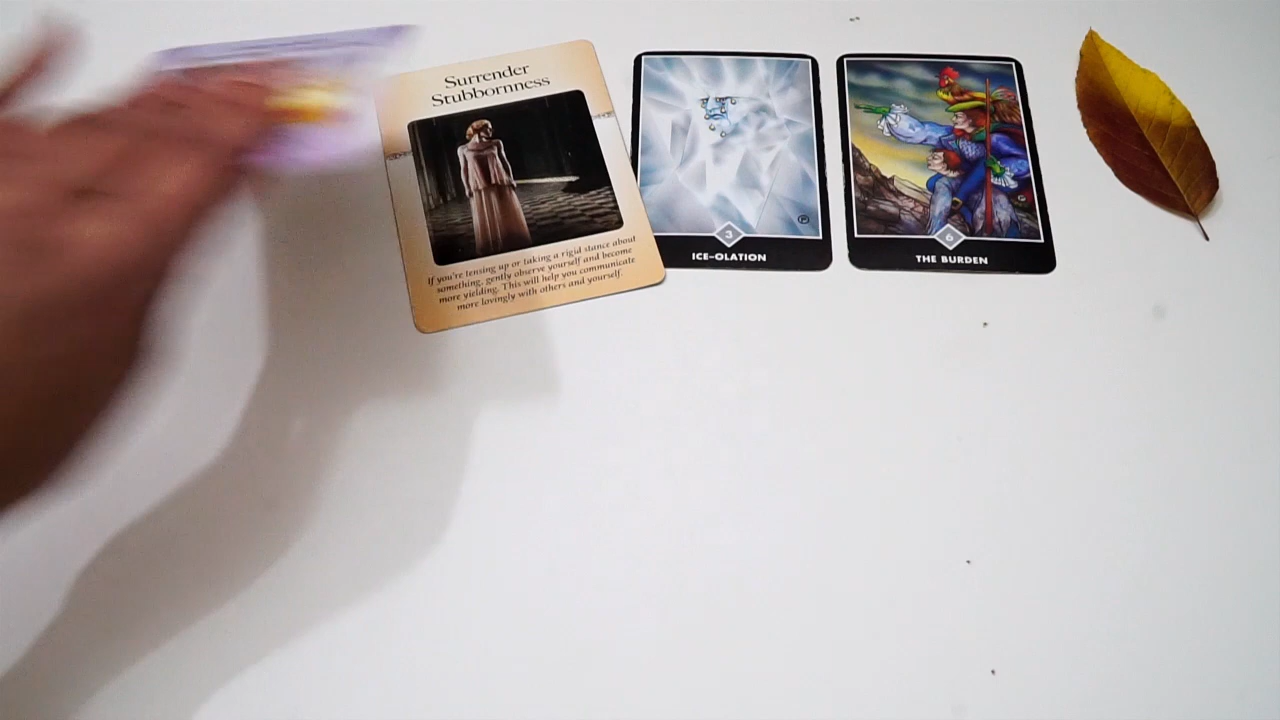 Surrender
Stubbornness
If you're tensing up or taking a rigid stance about
something, gently observe yourself and become
more yielding. This will help you communicate
more lovingly with others and yourself.
3
ICE-OLATION
6
THE BURDEN